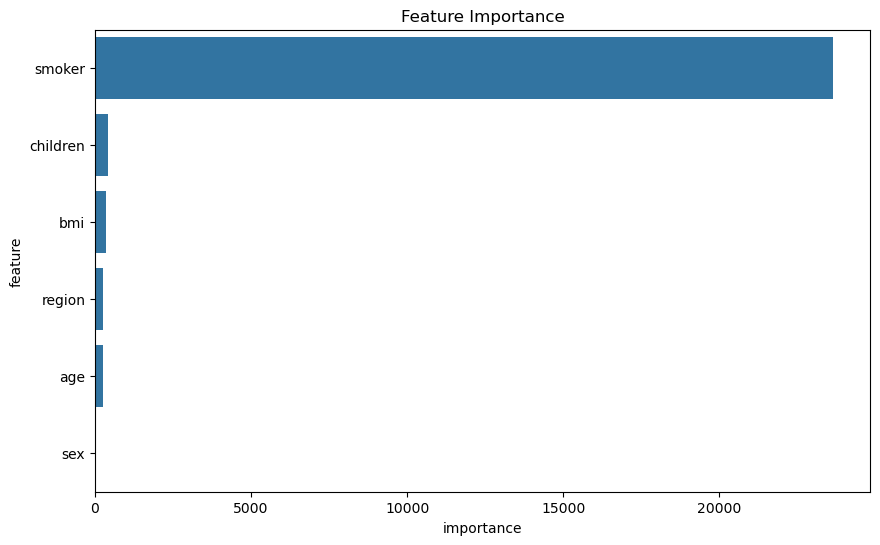 Feature Importance
smoker
children
bmi
region
age
sex
feature
0 5000 10000 15000 20000
importance